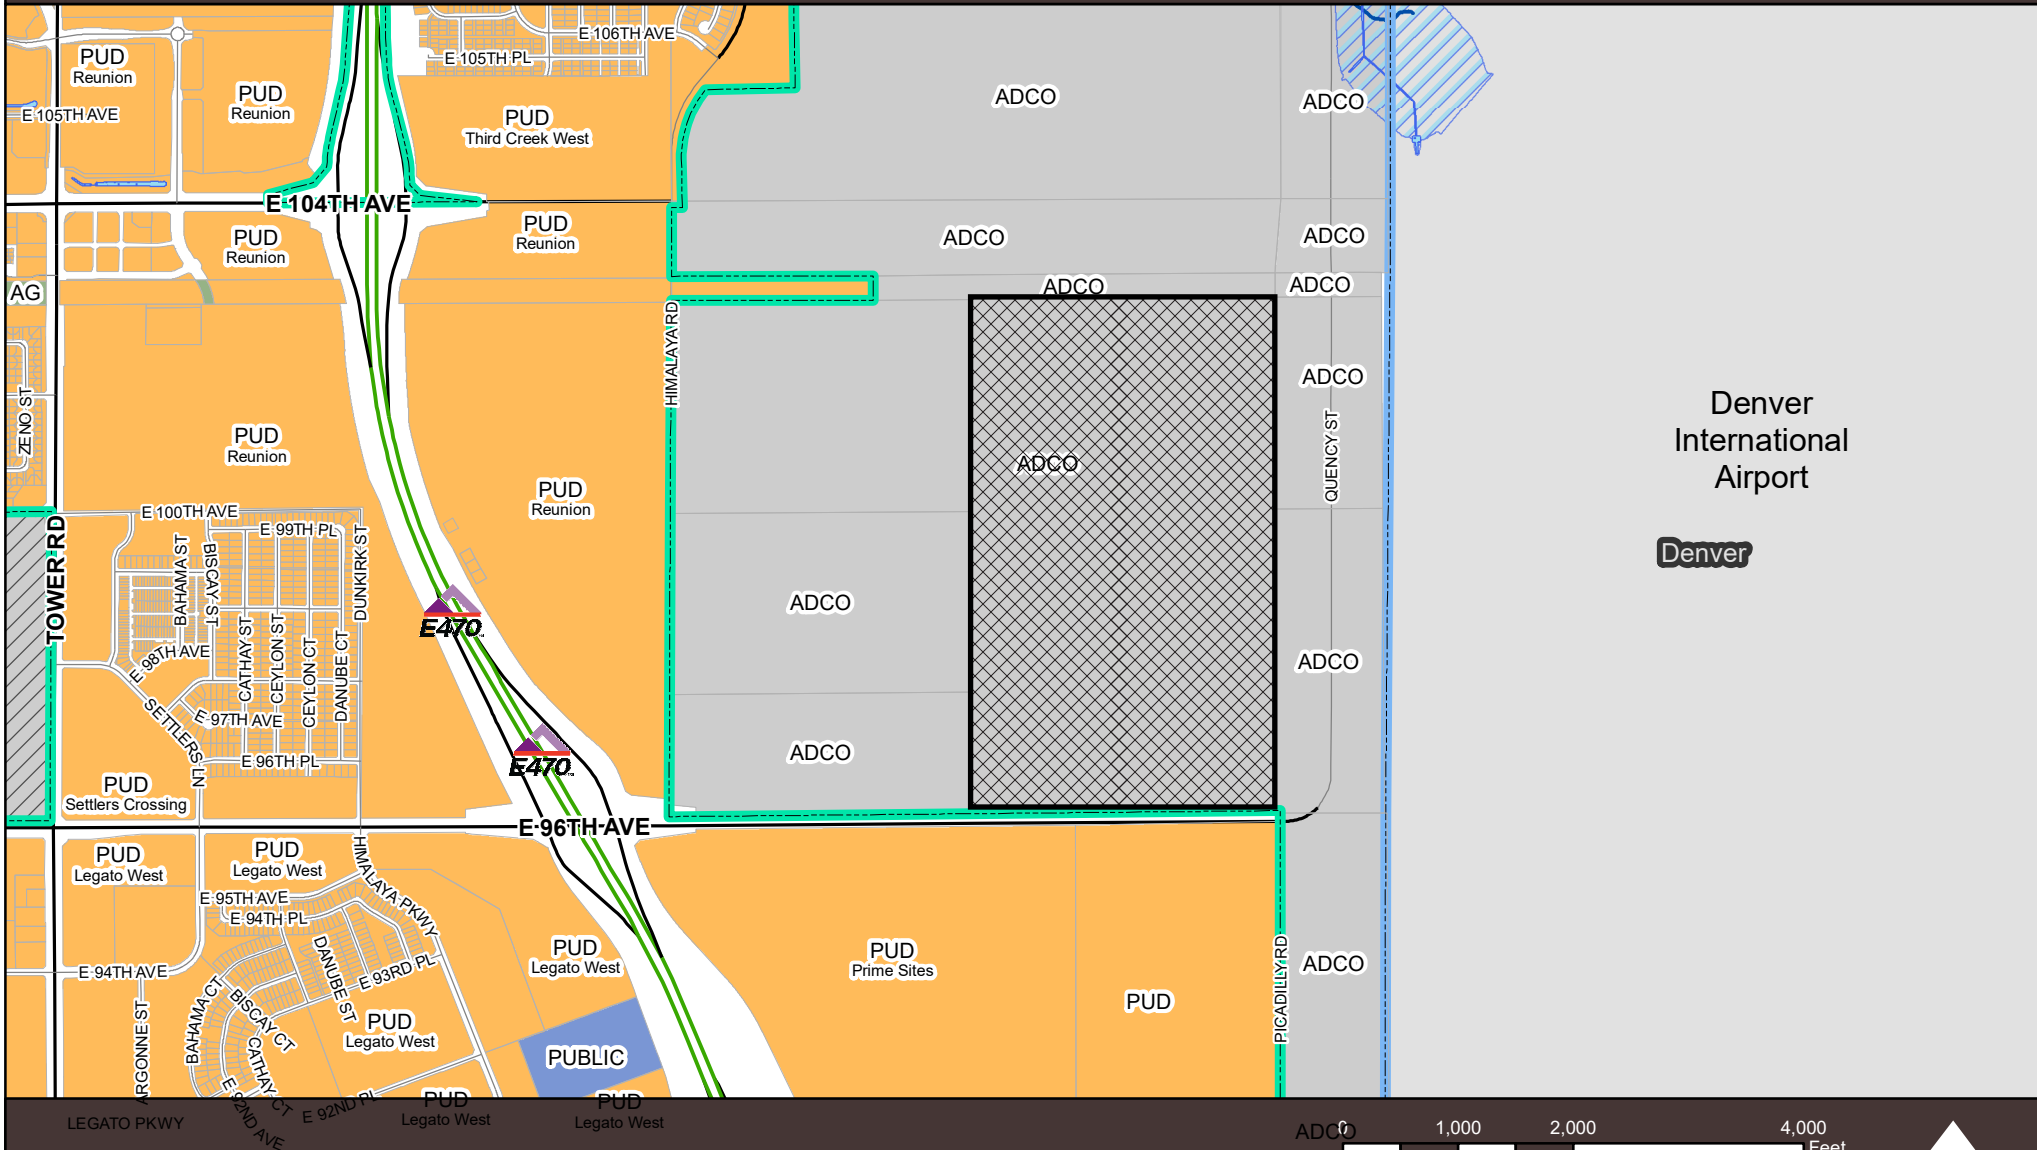 E 106TH AVE
E 105TH PL
PUD
Reunion
PUD
Reunion
E 105TH AVE
PUD
Third Creek West
ADCO
ADCO
E 104TH AVE
PUD
Reunion
PUD
Reunion
ADCO
ADCO
AG
ADCO
ADCO
HIMALAYA RD
ADCO
ZENO ST
PUD
Reunion
PUD
Reunion
ADCO
QUENCY ST
Denver
International
Airport
Denver
E 100TH AVE
E 99TH PL
TOWER RD
BAHAMA ST
BISCAY ST
DUNKIRK ST
CATHAY ST
CEYLON ST
CEYLON CT
DANUBE CT
E470
ADCO
E 98TH AVE
ADCO
SETTLERS LN
E 97TH AVE
E 96TH PL
E470
ADCO
PUD
Settlers Crossing
E 96TH AVE
PUD
Legato West
PUD
Legato West
HIMALAYA PKWY
E 95TH AVE
E 94TH PL
DANUBE ST
E 93RD PL
E 94TH AVE
PUD
Legato West
PUD
Prime Sites
PUD
PICADILLY RD
ADCO
ARGONNE ST
BAHAMA CT
BISCAY CT
CATHAY CT
PUD
Legato West
PUBLIC
E 92ND AVE
E 92ND PL
PUD
Legato West
PUD
Legato West
LEGATO PKWY
ADCO
0 1,000 2,000 4,000
Feet